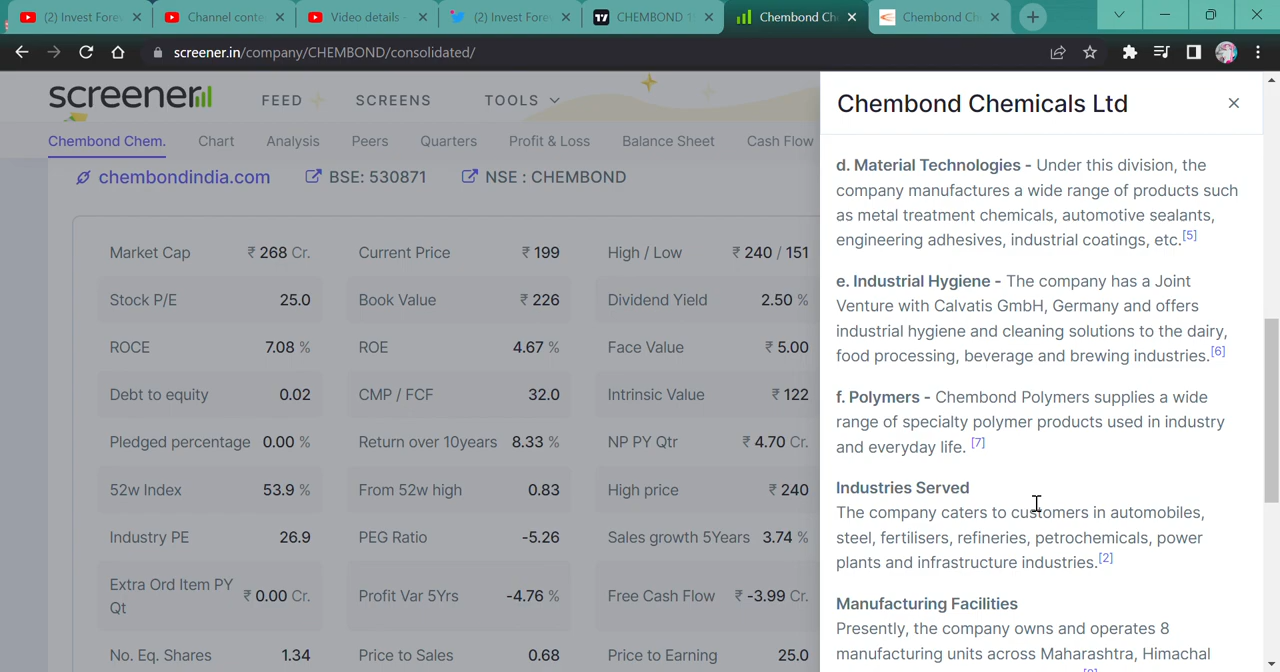 (2) Invest Fore
Channel conte
Video details -
(2) Invest Fore
CHEMBOND 1
Chembond Ch
Chembond Ch
screener.in/company/CHEMBOND/consolidated/
screener
FEED
SCREENS
TOOLS
Chembond Chem.
Chart
Analysis
Peers
Quarters
Profit & Loss
Balance Sheet
Cash Flow
chembondindia.com
BSE: 530871
NSE : CHEMBOND
Market Cap ₹ 268 Cr.
Current Price ₹ 199
High / Low ₹ 240 / 151
Stock P/E 25.0
Book Value ₹ 226
Dividend Yield 2.50 %
ROCE 7.08 %
ROE 4.67 %
Face Value ₹ 5.00
Debt to equity 0.02
CMP / FCF 32.0
Intrinsic Value ₹ 122
Pledged percentage 0.00 %
Return over 10years 8.33 %
NP PY Qtr ₹ 4.70 Cr.
52w Index 53.9 %
From 52w high 0.83
High price ₹ 240
Industry PE 26.9
PEG Ratio -5.26
Sales growth 5Years 3.74 %
Extra Ord Item PY
Qt ₹ 0.00 Cr.
Profit Var 5Yrs -4.76 %
Free Cash Flow ₹ -3.99 Cr.
No. Eq. Shares 1.34
Price to Sales 0.68
Price to Earning 25.0
Chembond Chemicals Ltd
d. Material Technologies - Under this division, the
company manufactures a wide range of products such
as metal treatment chemicals, automotive sealants,
engineering adhesives, industrial coatings, etc.[5]
e. Industrial Hygiene - The company has a Joint
Venture with Calvatis GmbH, Germany and offers
industrial hygiene and cleaning solutions to the dairy,
food processing, beverage and brewing industries.[6]
f. Polymers - Chembond Polymers supplies a wide
range of specialty polymer products used in industry
and everyday life. [7]
Industries Served
The company caters to customers in automobiles,
steel, fertilisers, refineries, petrochemicals, power
plants and infrastructure industries.[2]
Manufacturing Facilities
Presently, the company owns and operates 8
manufacturing units across Maharashtra, Himachal